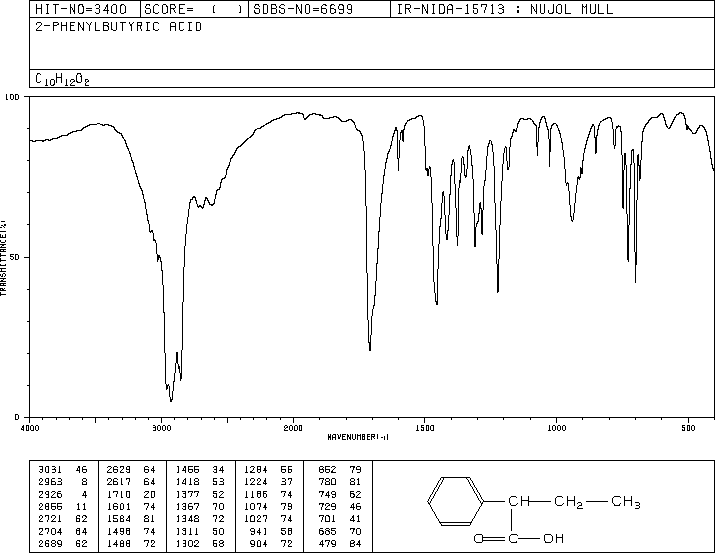 HIT-NO=3400 SCORE= ( ) SDBS-NO=6699 IR-NIDA-15713 : NUJOL MULL
2-PHENYLBUTYRIC ACID
C10H12O2
100
50
0
TRANSMITTANCE(%)
4000 3000 2000 1500 1000 500
WAVENUMBER(-1)
3031 46 2629 64 1455 34 1284 55 852 79
2963 8 2617 64 1418 53 1224 37 780 81
2926 4 1710 20 1377 52 1186 74 749 62
2855 11 1601 74 1367 70 1074 79 729 46
2721 62 1584 81 1348 72 1027 74 701 41
2704 64 1498 74 1311 50 941 58 685 70
2689 62 1488 72 1302 58 904 72 479 84
CH CH2 CH3
O C OH